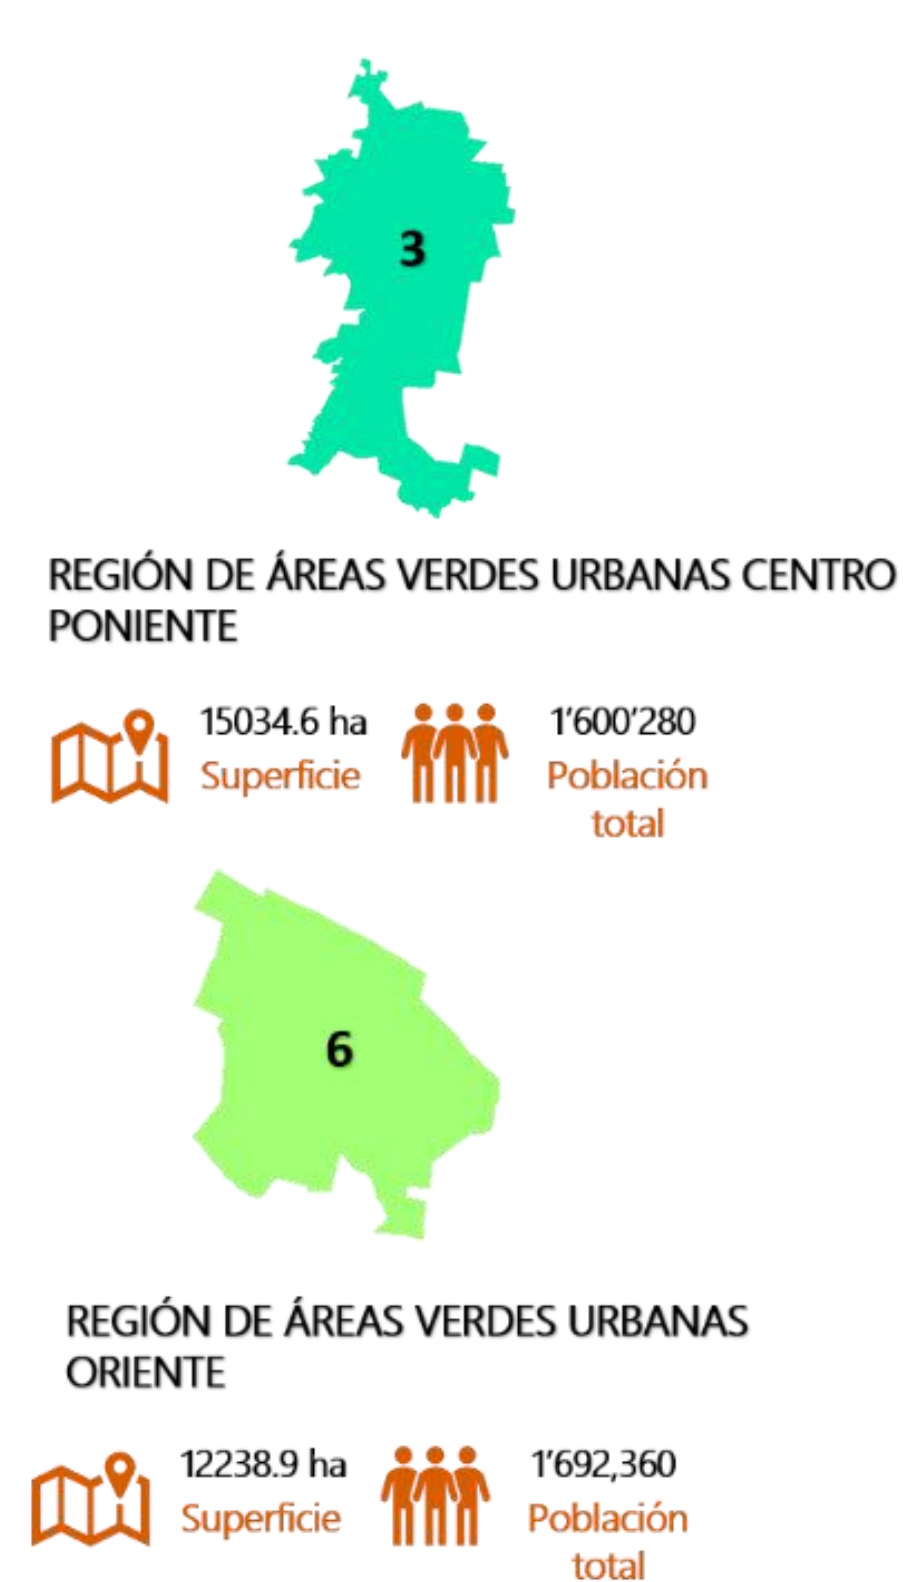 3
REGIÓN DE ÁREAS VERDES URBANAS CENTRO
PONIENTE
15034.6 ha
Superficie
1'600'280
Población
total
6
REGIÓN DE ÁREAS VERDES URBANAS
ORIENTE
12238.9 ha
Superficie
1'692,360
Población
total